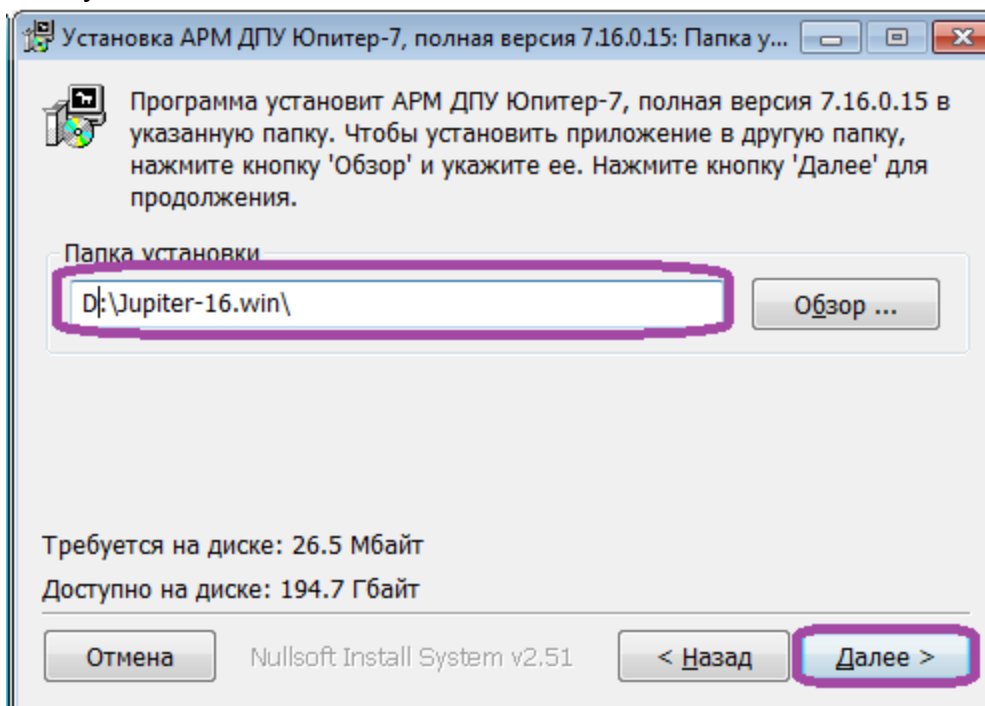 Установка АРМ ДПУ Юпитер-7, полная версия 7.16.0.15: Папка у...
Программа установит АРМ ДПУ Юпитер-7, полная версия 7.16.0.15 в
указанную папку. Чтобы установить приложение в другую папку,
нажмите кнопку 'Обзор' и укажите ее. Нажмите кнопку 'Далее' для
продолжения.
Папка установки
D:\Jupiter-16.win\
Обзор ...
Требуется на диске: 26.5 Мбайт
Доступно на диске: 194.7 Гбайт
Отмена
Nullsoft Install System v2.51
< Назад
Далее >